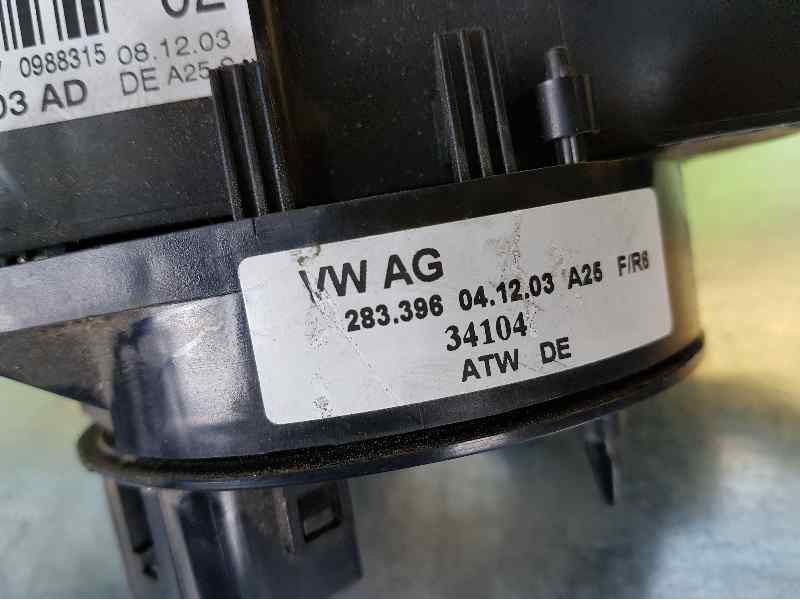 0988315 08.12.03
03 AD DE A25
VW AG
283.396 04.12.03 A25 F/R6
34104
ATW DE